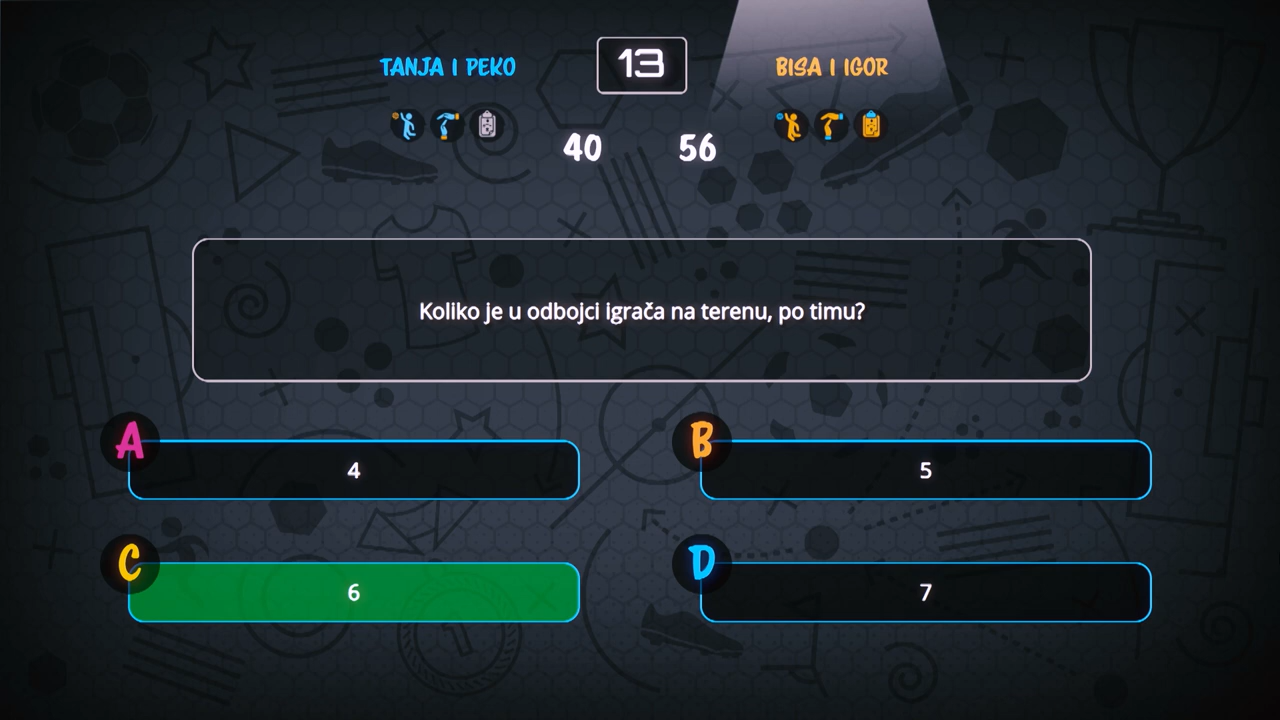 TANJA I PEKO
13
BISA I IGOR
40
56
Koliko je u odbojci igrača na terenu, po timu?
A
4
B
5
C
6
D
7